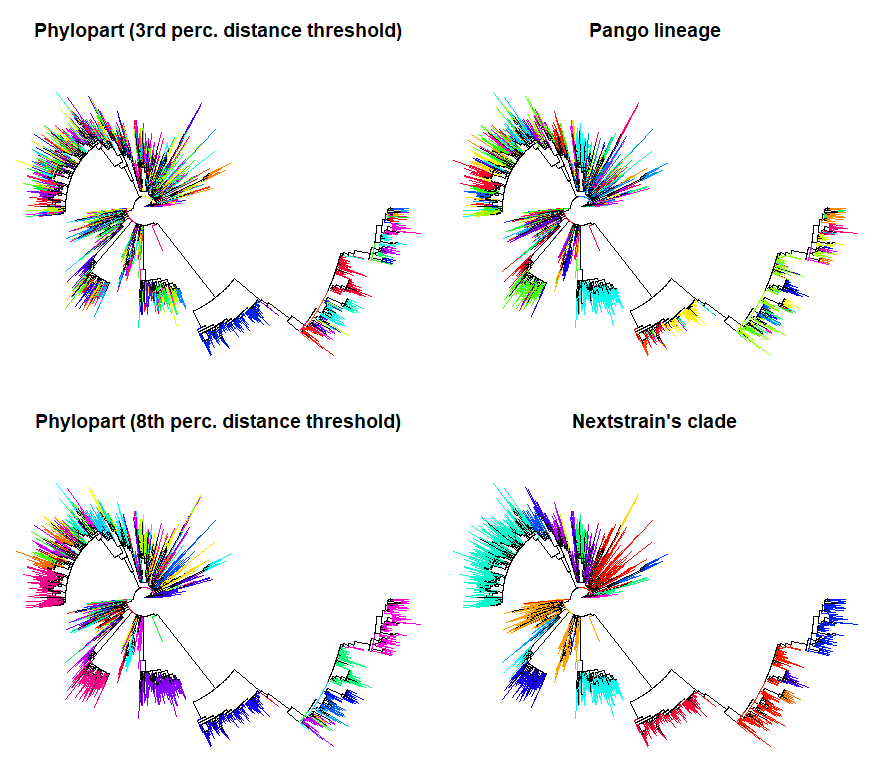 Phylopart (3rd perc. distance threshold)
Pango lineage
Phylopart (8th perc. distance threshold)
Nextstrain's clade